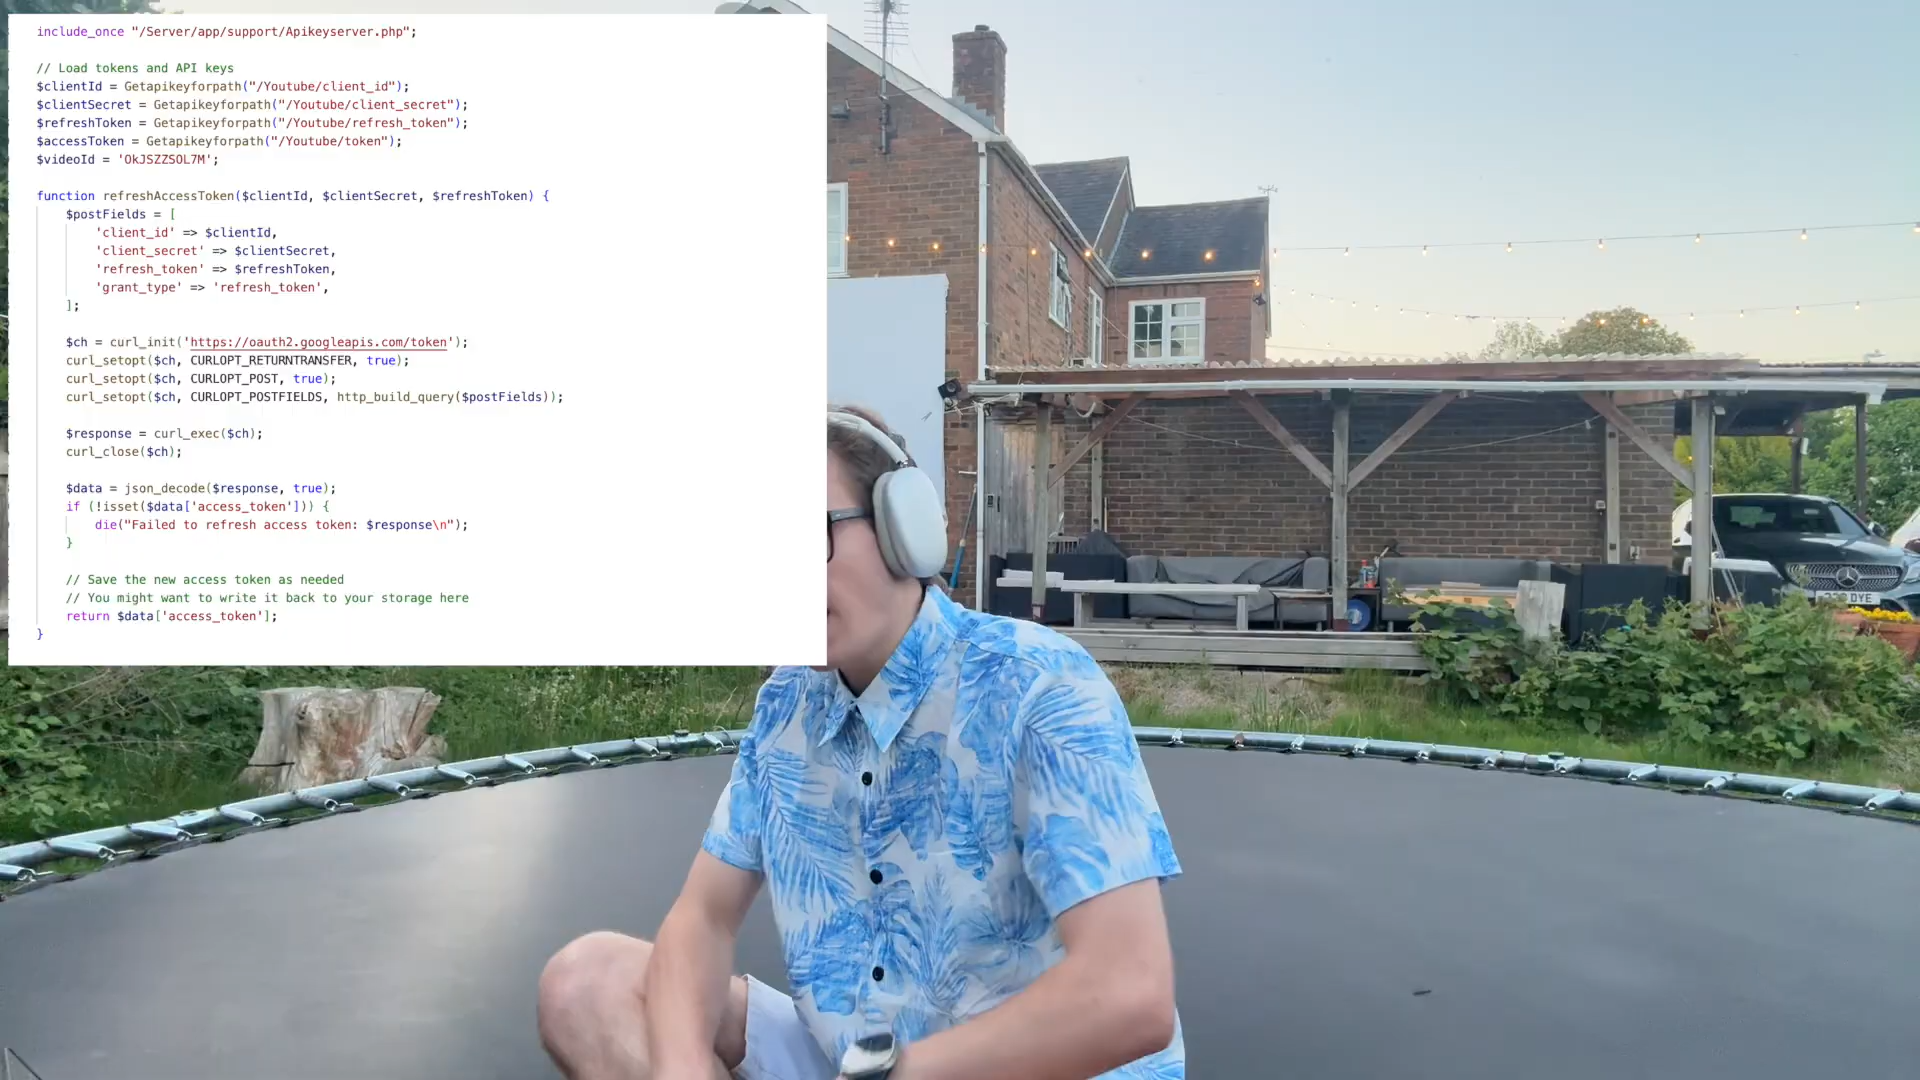 include_once "/Server/app/support/Apikeyserver.php";
// Load tokens and API keys
$clientId = Getapikeyforpath("/Youtube/client_id");
$clientSecret = Getapikeyforpath("/Youtube/client_secret");
$refreshToken = Getapikeyforpath("/Youtube/refresh_token");
$accessToken = Getapikeyforpath("/Youtube/token");
$videoId = 'OkJSZZSOL7M';
function refreshAccessToken($clientId, $clientSecret, $refreshToken) {
$postFields = [
'client_id' => $clientId,
'client_secret' => $clientSecret,
'refresh_token' => $refreshToken,
'grant_type' => 'refresh_token',
];
$ch = curl_init('https://oauth2.googleapis.com/token');
curl_setopt($ch, CURLOPT_RETURNTRANSFER, true);
curl_setopt($ch, CURLOPT_POST, true);
curl_setopt($ch, CURLOPT_POSTFIELDS, http_build_query($postFields));
$response = curl_exec($ch);
curl_close($ch);
$data = json_decode($response, true);
if (!isset($data['access_token'])) {
die("Failed to refresh access token: $response\n");
}
// Save the new access token as needed
// You might want to write it back to your storage here
return $data['access_token'];
}
DYE